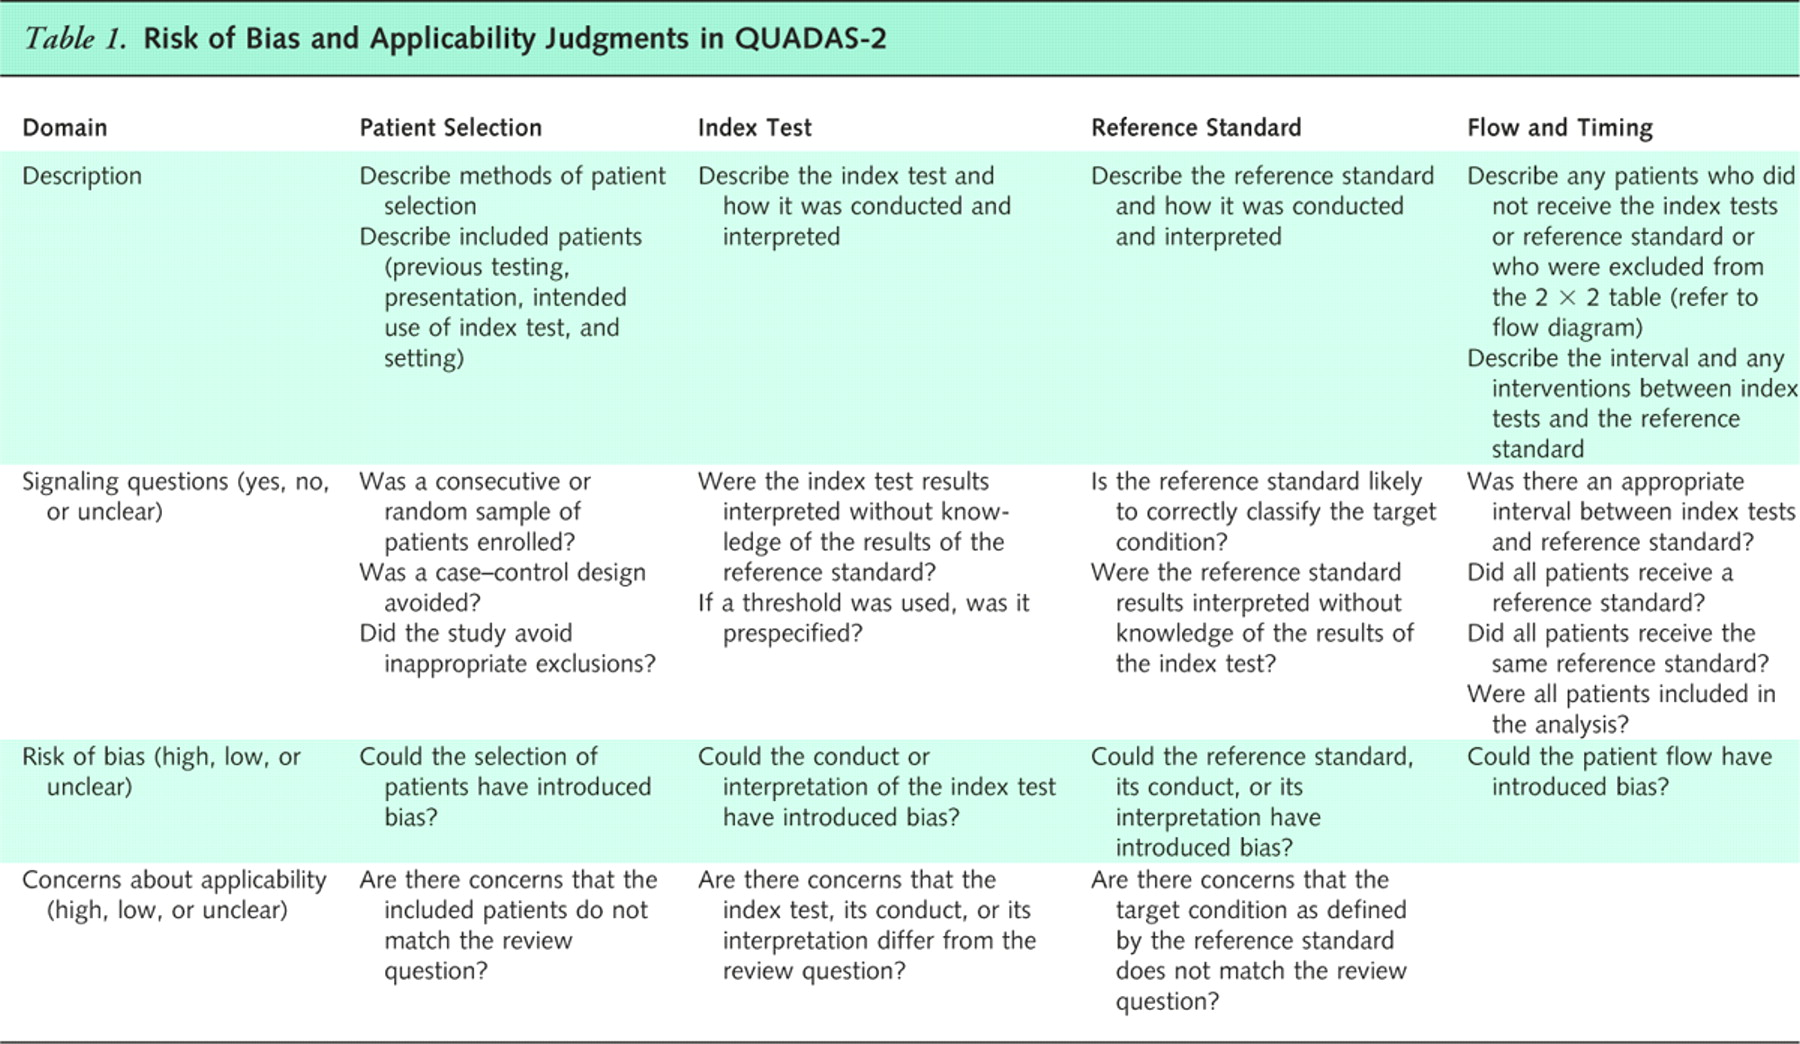 Table 1. Risk of Bias and Applicability Judgments in QUADAS-2
Domain
Patient Selection
Index Test
Reference Standard
Flow and Timing
Description
Describe methods of patient
selection
Describe included patients
(previous testing,
presentation, intended
use of index test, and
setting)
Describe the index test and
how it was conducted and
interpreted
Describe the reference standard
and how it was conducted
and interpreted
Describe any patients who did
not receive the index tests
or reference standard or
who were excluded from
the 2 × 2 table (refer to
flow diagram)
Describe the interval and any
interventions between index
tests and the reference
standard
Signaling questions (yes, no,
or unclear)
Was a consecutive or
random sample of
patients enrolled?
Was a case–control design
avoided?
Did the study avoid
inappropriate exclusions?
Were the index test results
interpreted without know-
ledge of the results of the
reference standard?
If a threshold was used, was it
prespecified?
Is the reference standard likely
to correctly classify the target
condition?
Were the reference standard
results interpreted without
knowledge of the results of
the index test?
Was there an appropriate
interval between index tests
and reference standard?
Did all patients receive a
reference standard?
Did all patients receive the
same reference standard?
Were all patients included in
the analysis?
Risk of bias (high, low, or
unclear)
Could the selection of
patients have introduced
bias?
Could the conduct or
interpretation of the index test
have introduced bias?
Could the reference standard,
its conduct, or its
interpretation have
introduced bias?
Could the patient flow have
introduced bias?
Concerns about applicability
(high, low, or unclear)
Are there concerns that the
included patients do not
match the review
question?
Are there concerns that the
index test, its conduct, or its
interpretation differ from the
review question?
Are there concerns that the
target condition as defined
by the reference standard
does not match the review
question?